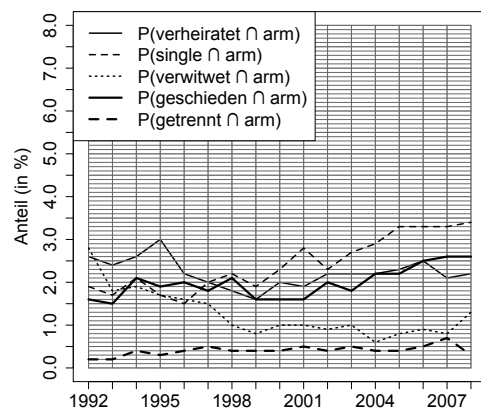 P(verheiratet ∩ arm)
P(single ∩ arm)
P(verwitwet ∩ arm)
P(geschieden ∩ arm)
P(getrennt ∩ arm)
Anteil (in %)
8.0
7.0
6.0
5.0
4.0
3.0
2.0
1.0
0.0
1992 1995 1998 2001 2004 2007